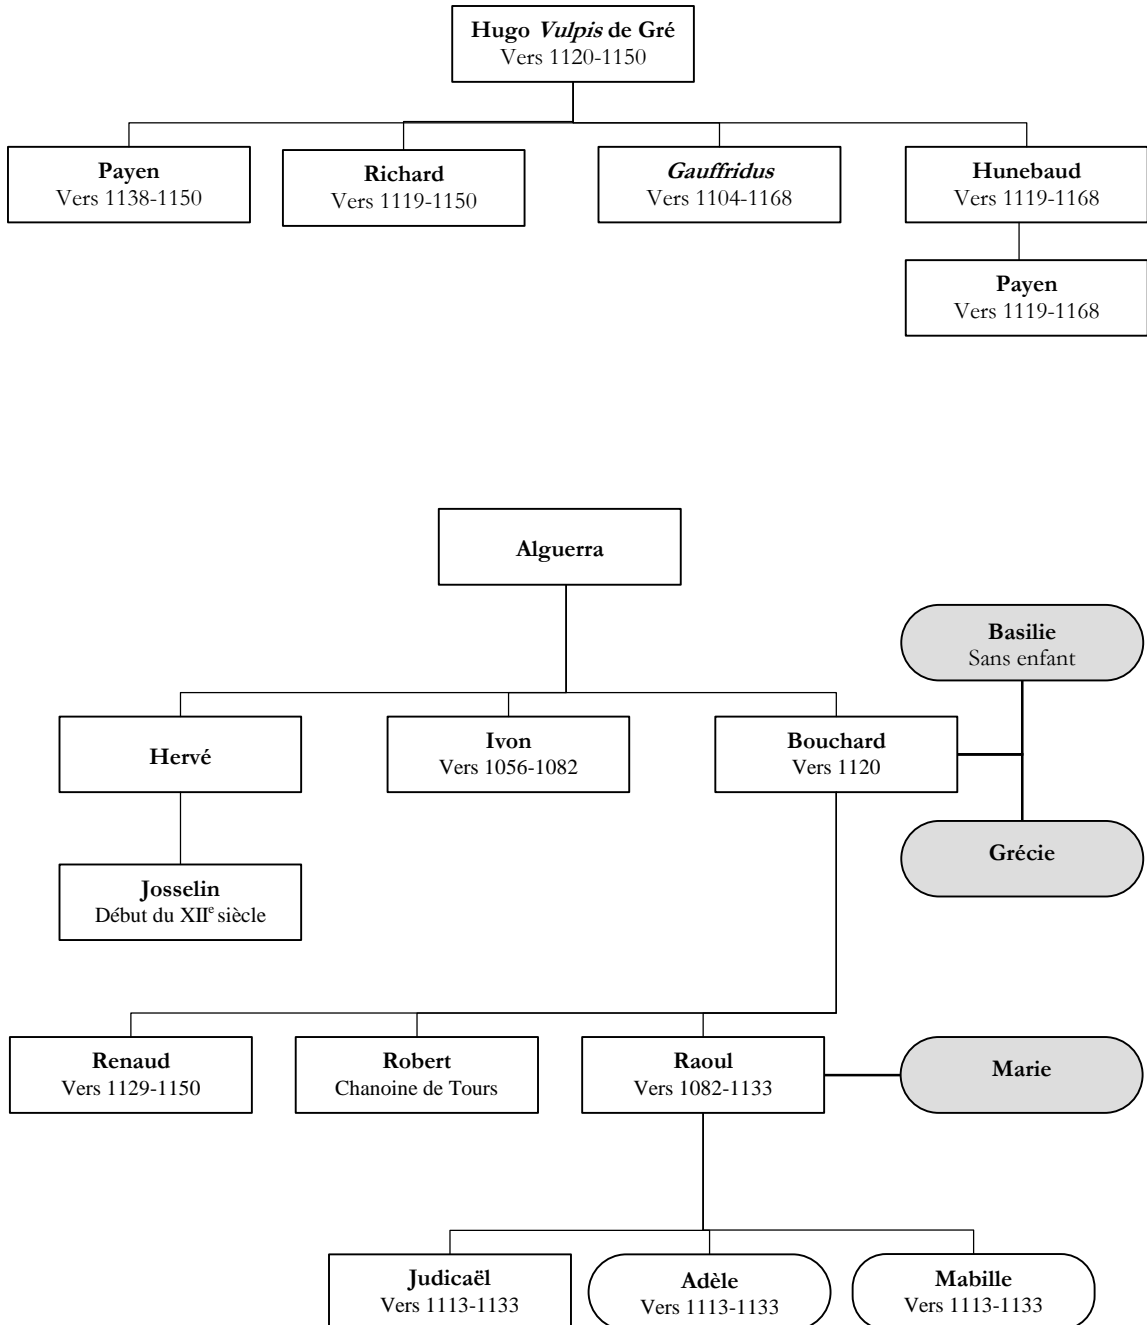 Hugo Vulpis de Gré
Vers 1120-1150
Payen
Vers 1138-1150
Richard
Vers 1119-1150
Gauffridus
Vers 1104-1168
Hunebaud
Vers 1119-1168
Payen
Vers 1119-1168
Alguerra
Basilie
Sans enfant
Hervé
Ivon
Vers 1056-1082
Bouchard
Vers 1120
Grécie
Josselin
Début du XIIe siècle
Renaud
Vers 1129-1150
Robert
Chanoine de Tours
Raoul
Vers 1082-1133
Marie
Judicaël
Vers 1113-1133
Adèle
Vers 1113-1133
Mabille
Vers 1113-1133